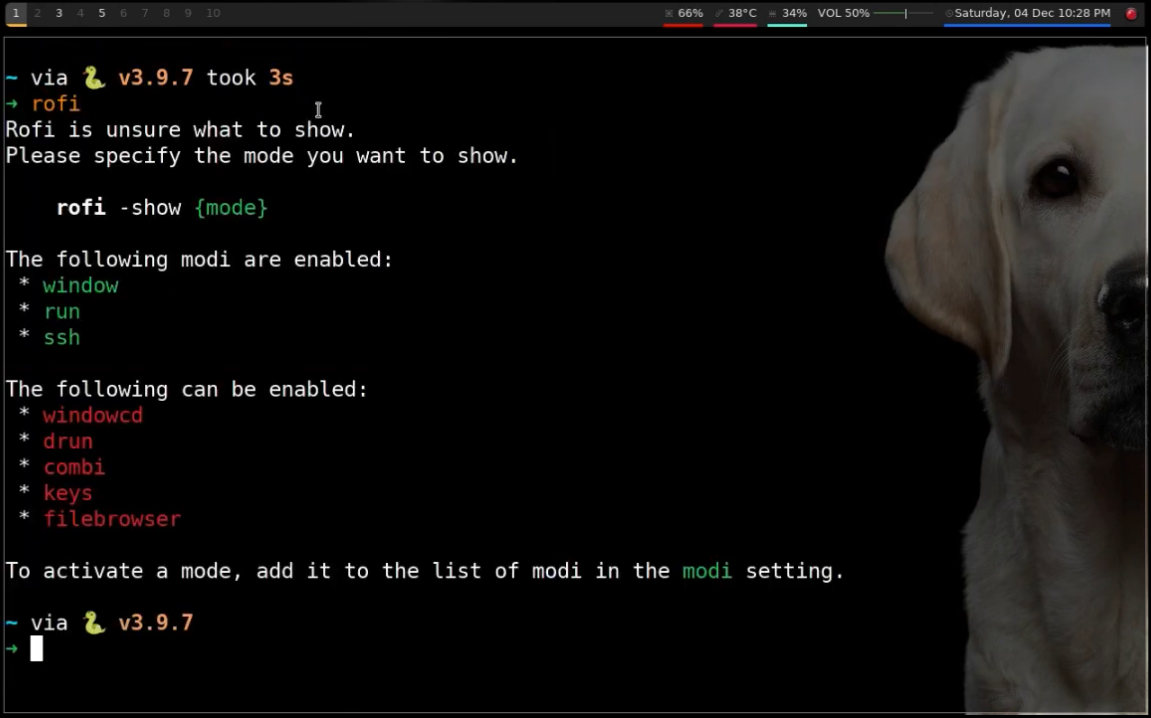 1 2 3 4 5 6 7 8 9 10 66% 38°C 34% VOL 50% Saturday, 04 Dec 10:28 PM
~ via 🐍 v3.9.7 took 3s
➜ rofi
Rofi is unsure what to show.
Please specify the mode you want to show.
rofi -show {mode}
The following modi are enabled:
* window
* run
* ssh
The following can be enabled:
* windowcd
* drun
* combi
* keys
* filebrowser
To activate a mode, add it to the list of modi in the modi setting.
~ via 🐍 v3.9.7
➜